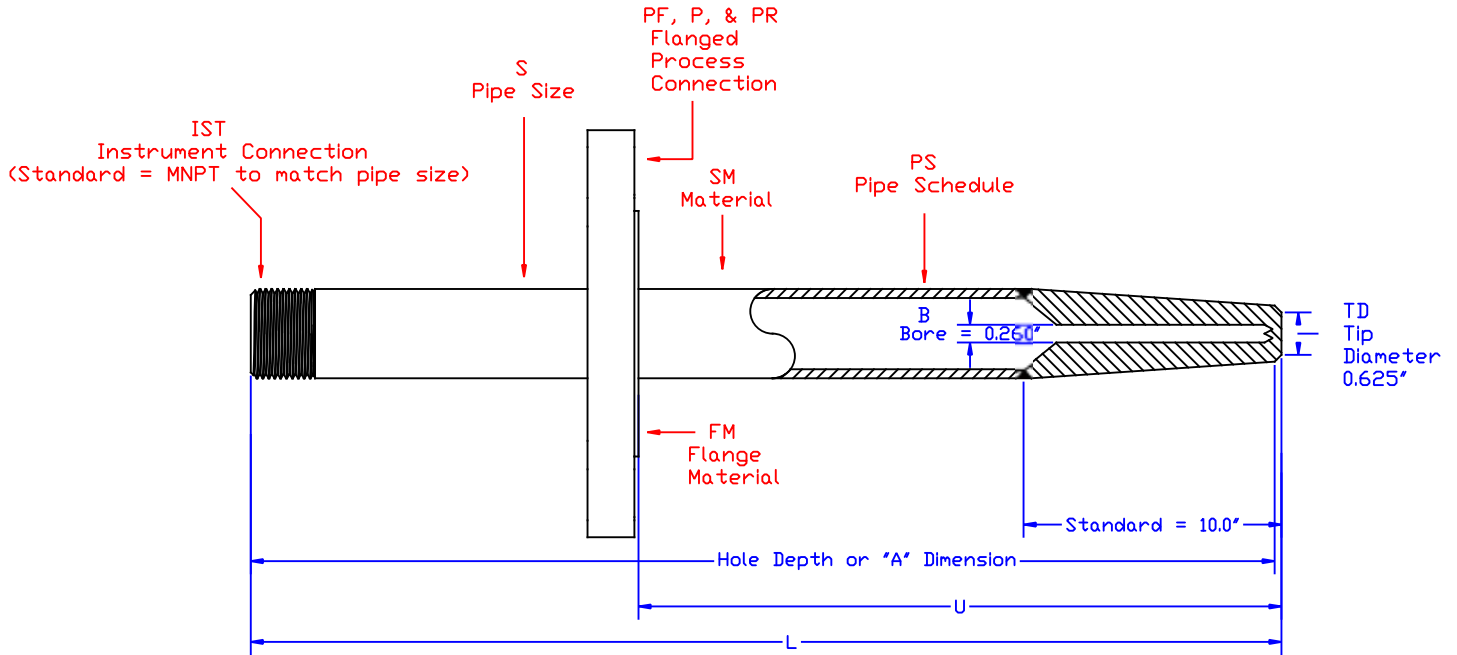 PF, P, & PR
Flanged
Process
Connection
S
Pipe Size
IST
Instrument Connection
(Standard = MNPT to match pipe size)
SM
Material
PS
Pipe Schedule
B
Bore = 0.260"
TD
Tip
Diameter
0.625"
FM
Flange
Material
Standard = 10.0"
Hole Depth or "A" Dimension
U
L